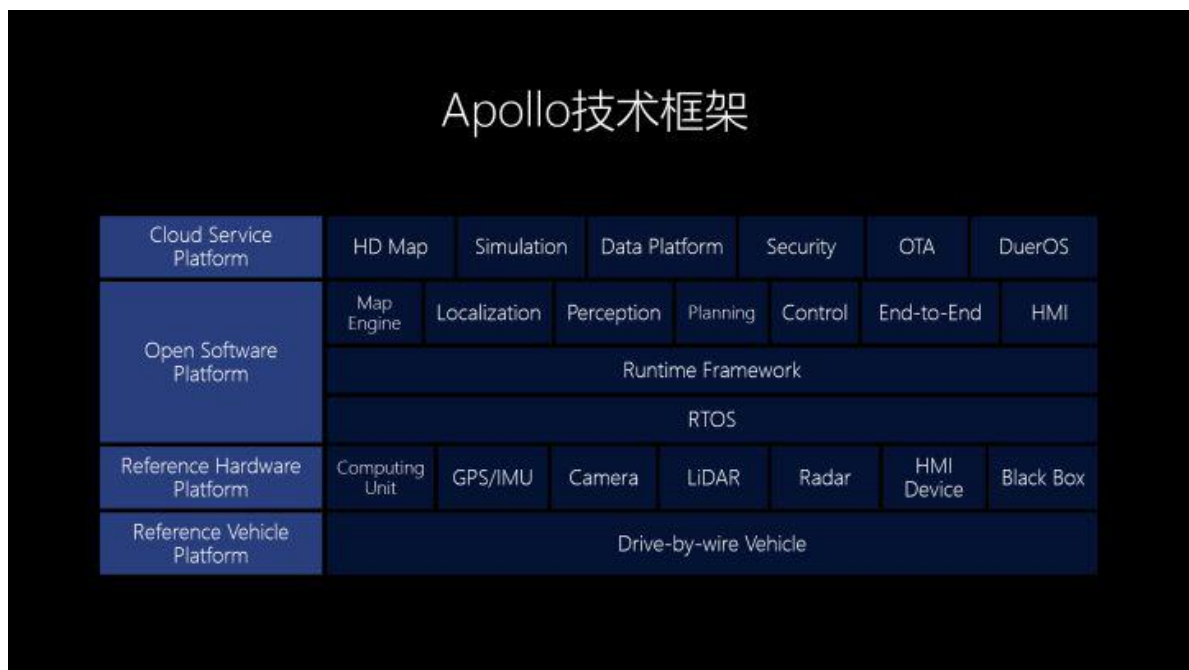 Apollo技术框架
Cloud Service
Platform
HD Map
Simulation
Data Platform
Security
OTA
DuerOS
Open Software
Platform
Map
Engine
Localization
Perception
Planning
Control
End-to-End
HMI
Runtime Framework
RTOS
Reference Hardware
Platform
Computing
Unit
GPS/IMU
Camera
LiDAR
Radar
HMI
Device
Black Box
Reference Vehicle
Platform
Drive-by-wire Vehicle